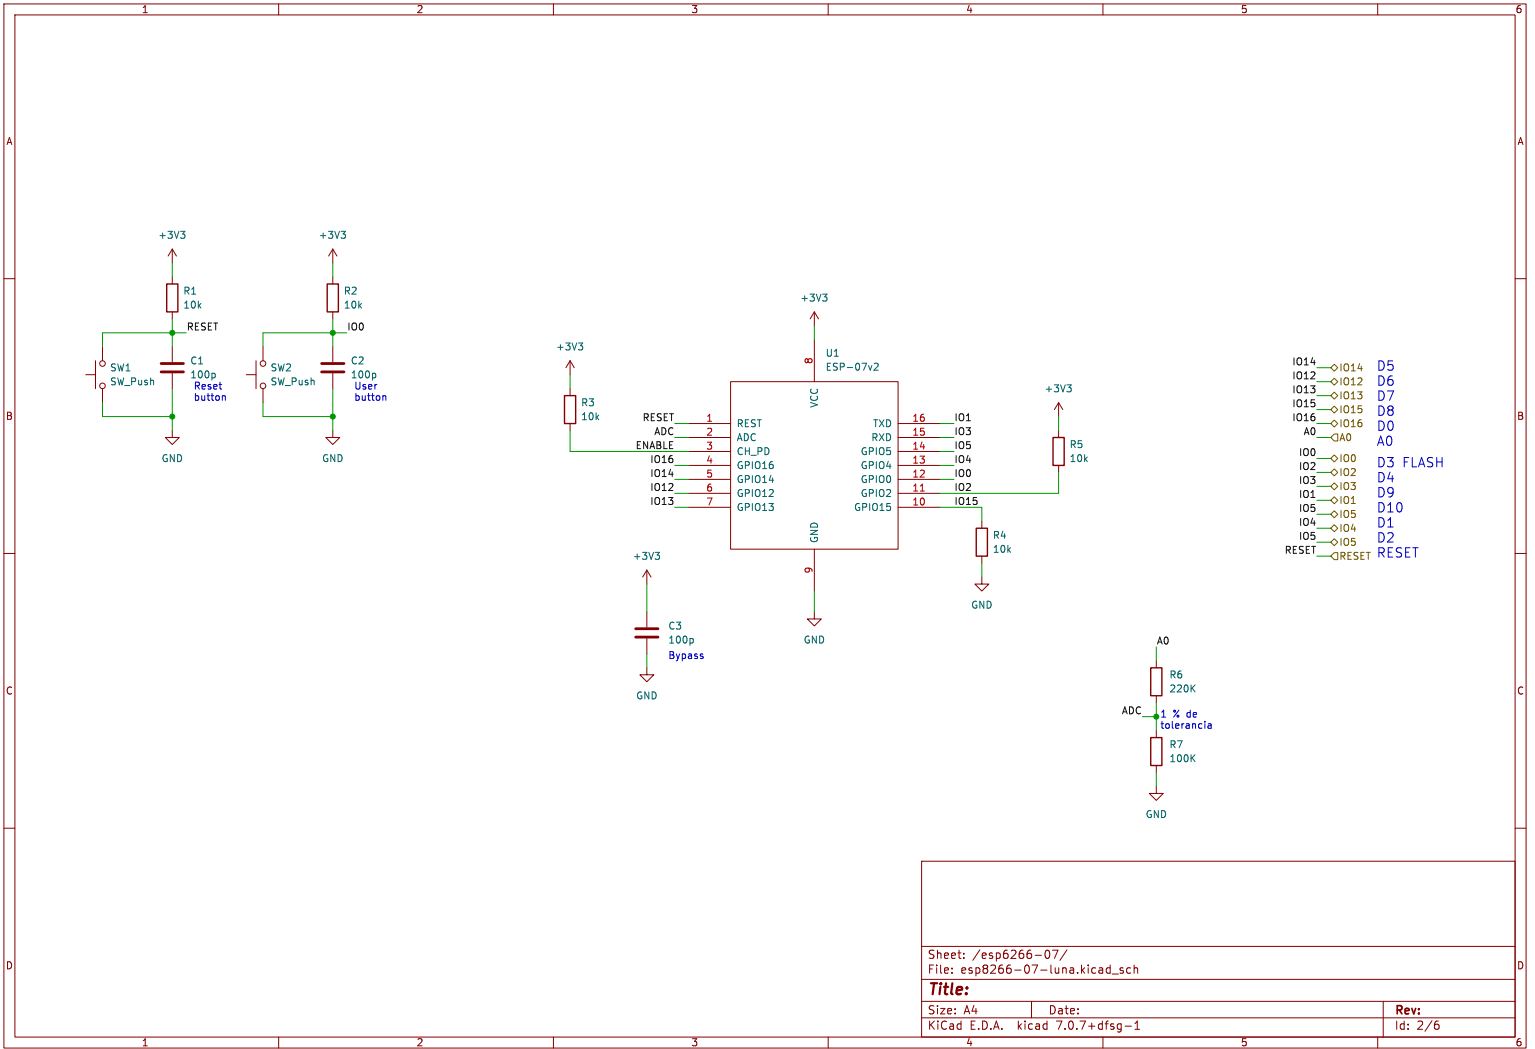 1 2 3 4 5 6
A A
B B
C C
D D
+3V3
R1
10k
RESET
SW1
SW_Push
C1
100p
Reset
button
GND
+3V3
R2
10k
IO0
SW2
SW_Push
C2
100p
User
button
GND
+3V3
R3
10k
+3V3
8
U1
ESP-07v2
VCC
RESET 1 REST
ADC 2 ADC
ENABLE 3 CH_PD
IO16 4 GPIO16
IO14 5 GPIO14
IO12 6 GPIO12
IO13 7 GPIO13
TXD 16 IO1
RXD 15 IO3
GPIO5 14 IO5
GPIO4 13 IO4
GPIO0 12 IO0
GPIO2 11 IO2
GPIO15 10 IO15
GND
9
GND
+3V3
R5
10k
R4
10k
GND
+3V3
C3
100p
Bypass
GND
IO14 IO14 D5
IO12 IO12 D6
IO13 IO13 D7
IO15 IO15 D8
IO16 IO16 D0
A0 A0 A0
IO0 IO0 D3 FLASH
IO2 IO2 D4
IO3 IO3 D9
IO1 IO1 D10
IO5 IO5 D1
IO4 IO4 D2
IO5 IO5
RESET RESET RESET
A0
R6
220K
ADC
1 % de
tolerancia
R7
100K
GND
Sheet: /esp6266-07/
File: esp8266-07-luna.kicad_sch
Title:
Size: A4 Date: Rev:
KiCad E.D.A. kicad 7.0.7+dfsg-1 Id: 2/6
1 2 3 4 5 6